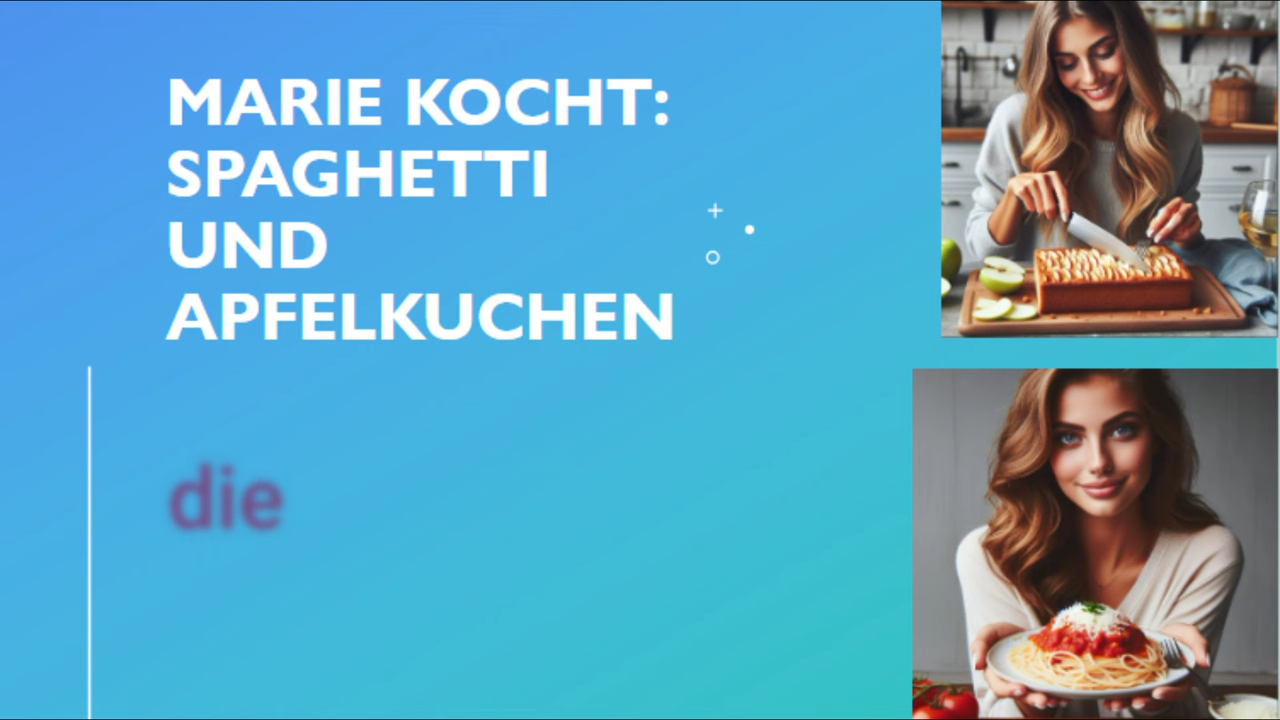 MARIE KOCHT:
SPAGHETTI
UND
APFELKUCHEN
die